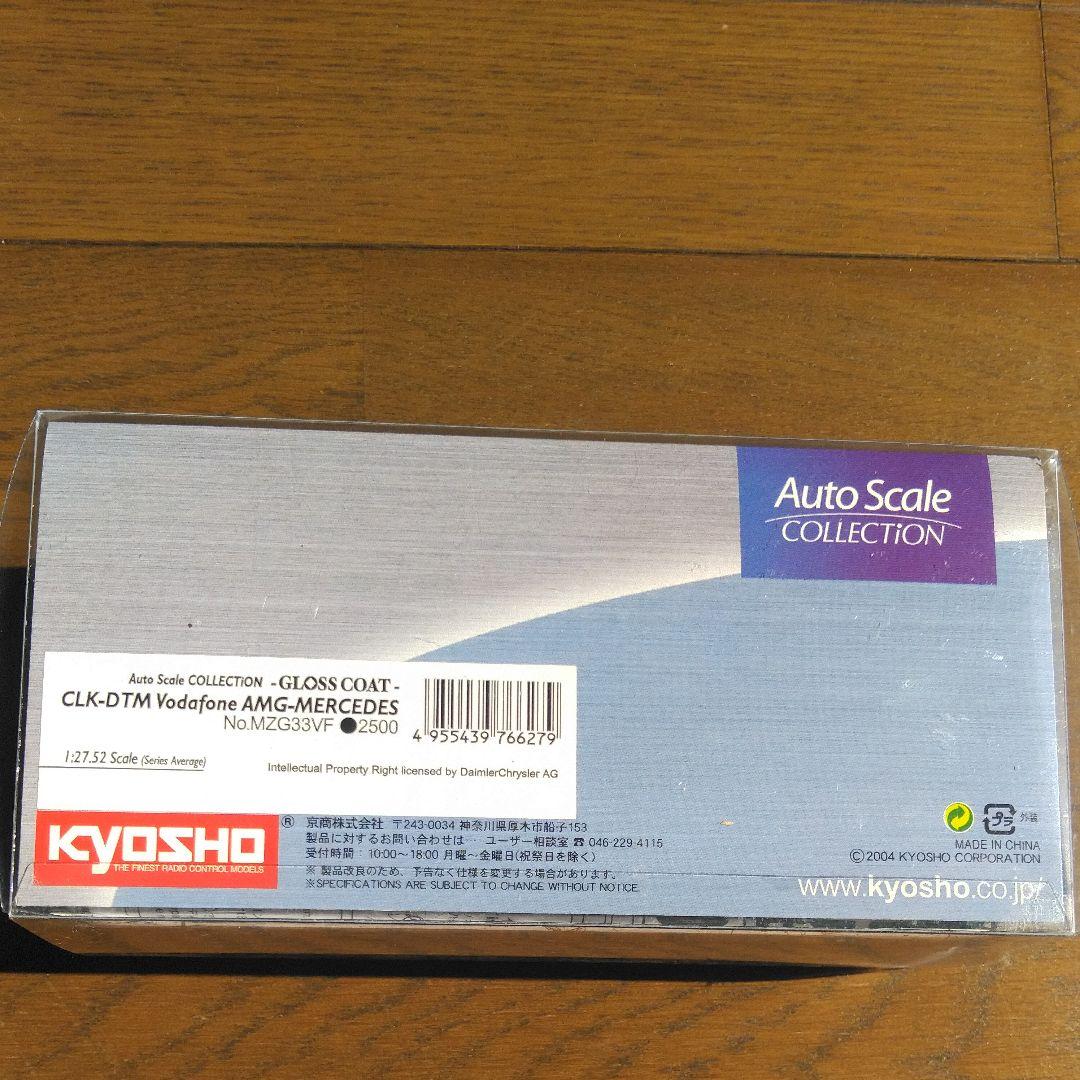 Auto Scale
COLLECTiON
Auto Scale COLLECTiON -GLOSS COAT-
CLK-DTM Vodafone AMG-MERCEDES
No.MZG33VF ●2500
4 955439 766279
1:27.52 Scale (Series Average)
Intellectual Property Right licensed by DaimlerChrysler AG
KYOSHO
THE FINEST RADIO CONTROL MODELS
® 京商株式会社 〒243-0034 神奈川県厚木市船子153
製品に対するお問い合わせは… ユーザー相談室 ☎ 046-229-4115
受付時間：10:00〜18:00 月曜〜金曜日(祝祭日を除く)
※ 製品改良のため、予告なく仕様を変更する場合があります。
※SPECIFICATIONS ARE SUBJECT TO CHANGE WITHOUT NOTICE.
プラ 外装
MADE IN CHINA
©2004 KYOSHO CORPORATION
www.kyosho.co.jp/